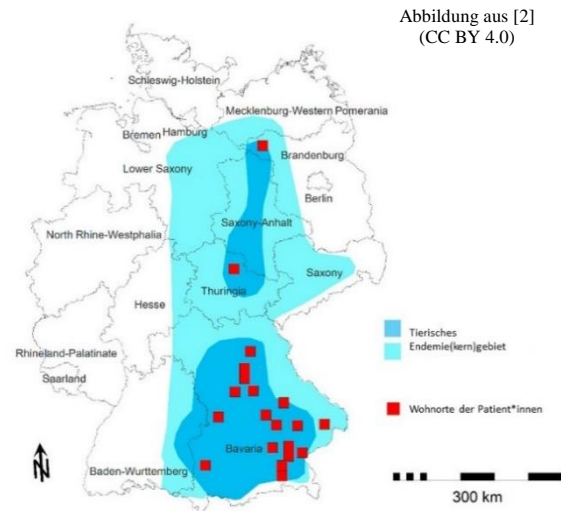 Abbildung aus [2]
(CC BY 4.0)
Schleswig-Holstein
Mecklenburg-Western Pomerania
Hamburg
Bremen
Brandenburg
Lower Saxony
Berlin
Saxony-Anhalt
North Rhine-Westphalia
Saxony
Thuringia
Hesse
Rhineland-Palatinate
Saarland
Tierisches
Endemie(kern)gebiet
Wohnorte der Patient*innen
Bavaria
Baden-Wurttemberg
N
300 km